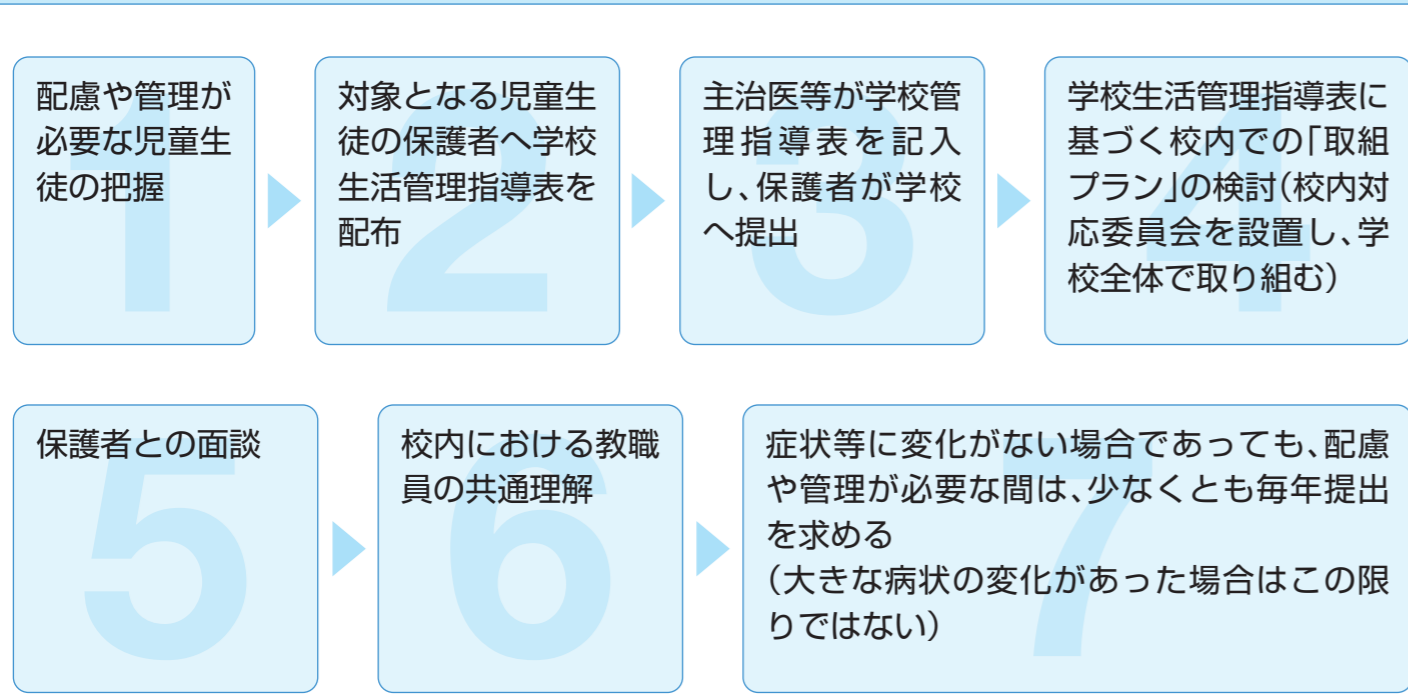 1
配慮や管理が
必要な児童生
徒の把握
2
対象となる児童生
徒の保護者へ学校
生活管理指導表を
配布
3
主治医等が学校管
理指導表を記入
し、保護者が学校
へ提出
4
学校生活管理指導表に
基づく校内での「取組
プラン」の検討(校内対
応委員会を設置し、学
校全体で取り組む)
5
保護者との面談
6
校内における教職
員の共通理解
7
症状等に変化がない場合であっても、配慮
や管理が必要な間は、少なくとも毎年提出
を求める
(大きな病状の変化があった場合はこの限
りではない)